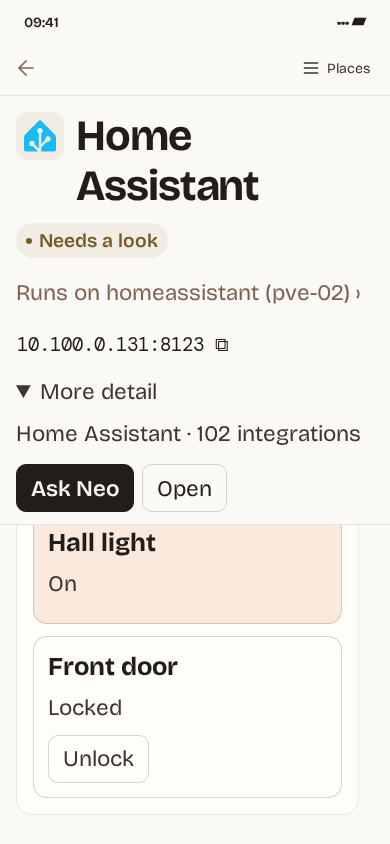 09:41
Places
Home
Assistant
• Needs a look
Runs on homeassistant (pve-02) ›
10.100.0.131:8123
▼ More detail
Home Assistant · 102 integrations
Ask Neo
Open
Hall light
On
Front door
Locked
Unlock